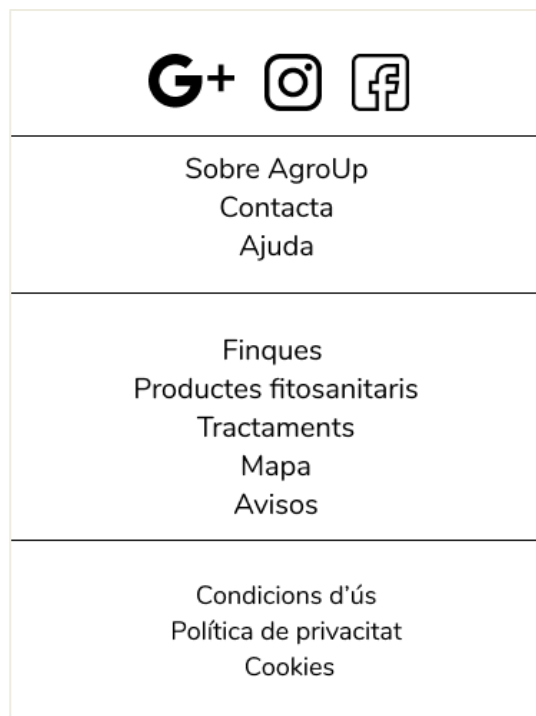 G+
Sobre AgroUp
Contacta
Ajuda
Finques
Productes fitosanitaris
Tractaments
Mapa
Avisos
Condicions d’ús
Política de privacitat
Cookies